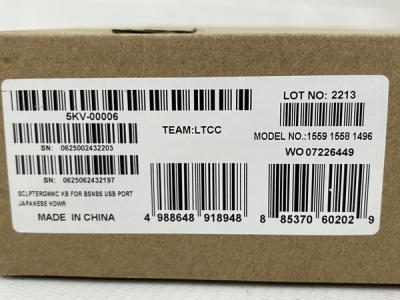 5KV-00006
TEAM:LTCC
LOT NO: 2213
MODEL NO.:1559 1558 1496
WO 07226449
SN: 0625002432203
SN: 0625062432197
SCLPTERGNMC KB FOR BSNSS USB PORT
JAPANESE HDWR
MADE IN CHINA
4 988648 918948
8 85370 60202 9